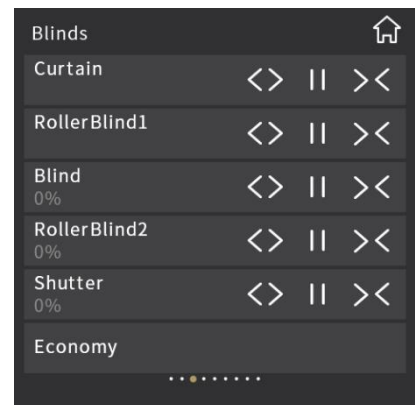 Blinds
Curtain
RollerBlind1
Blind
0%
RollerBlind2
0%
Shutter
0%
Economy